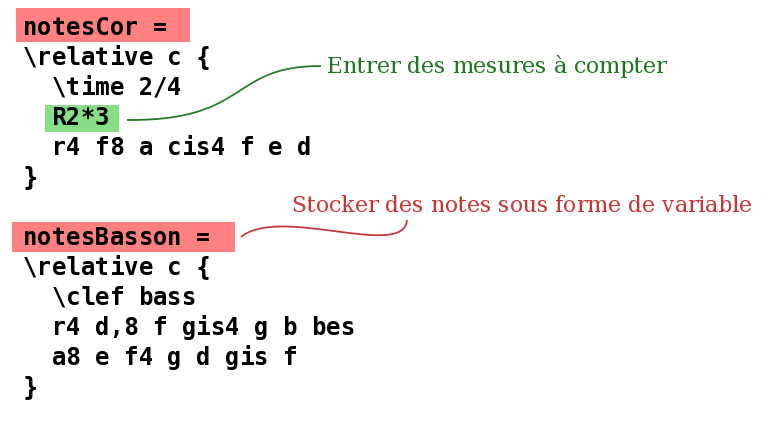 notesCor =
\relative c {
Entrer des mesures à compter
\time 2/4
R2*3
r4 f8 a cis4 f e d
}
Stocker des notes sous forme de variable
notesBasson =
\relative c {
\clef bass
r4 d,8 f gis4 g b bes
a8 e f4 g d gis f
}